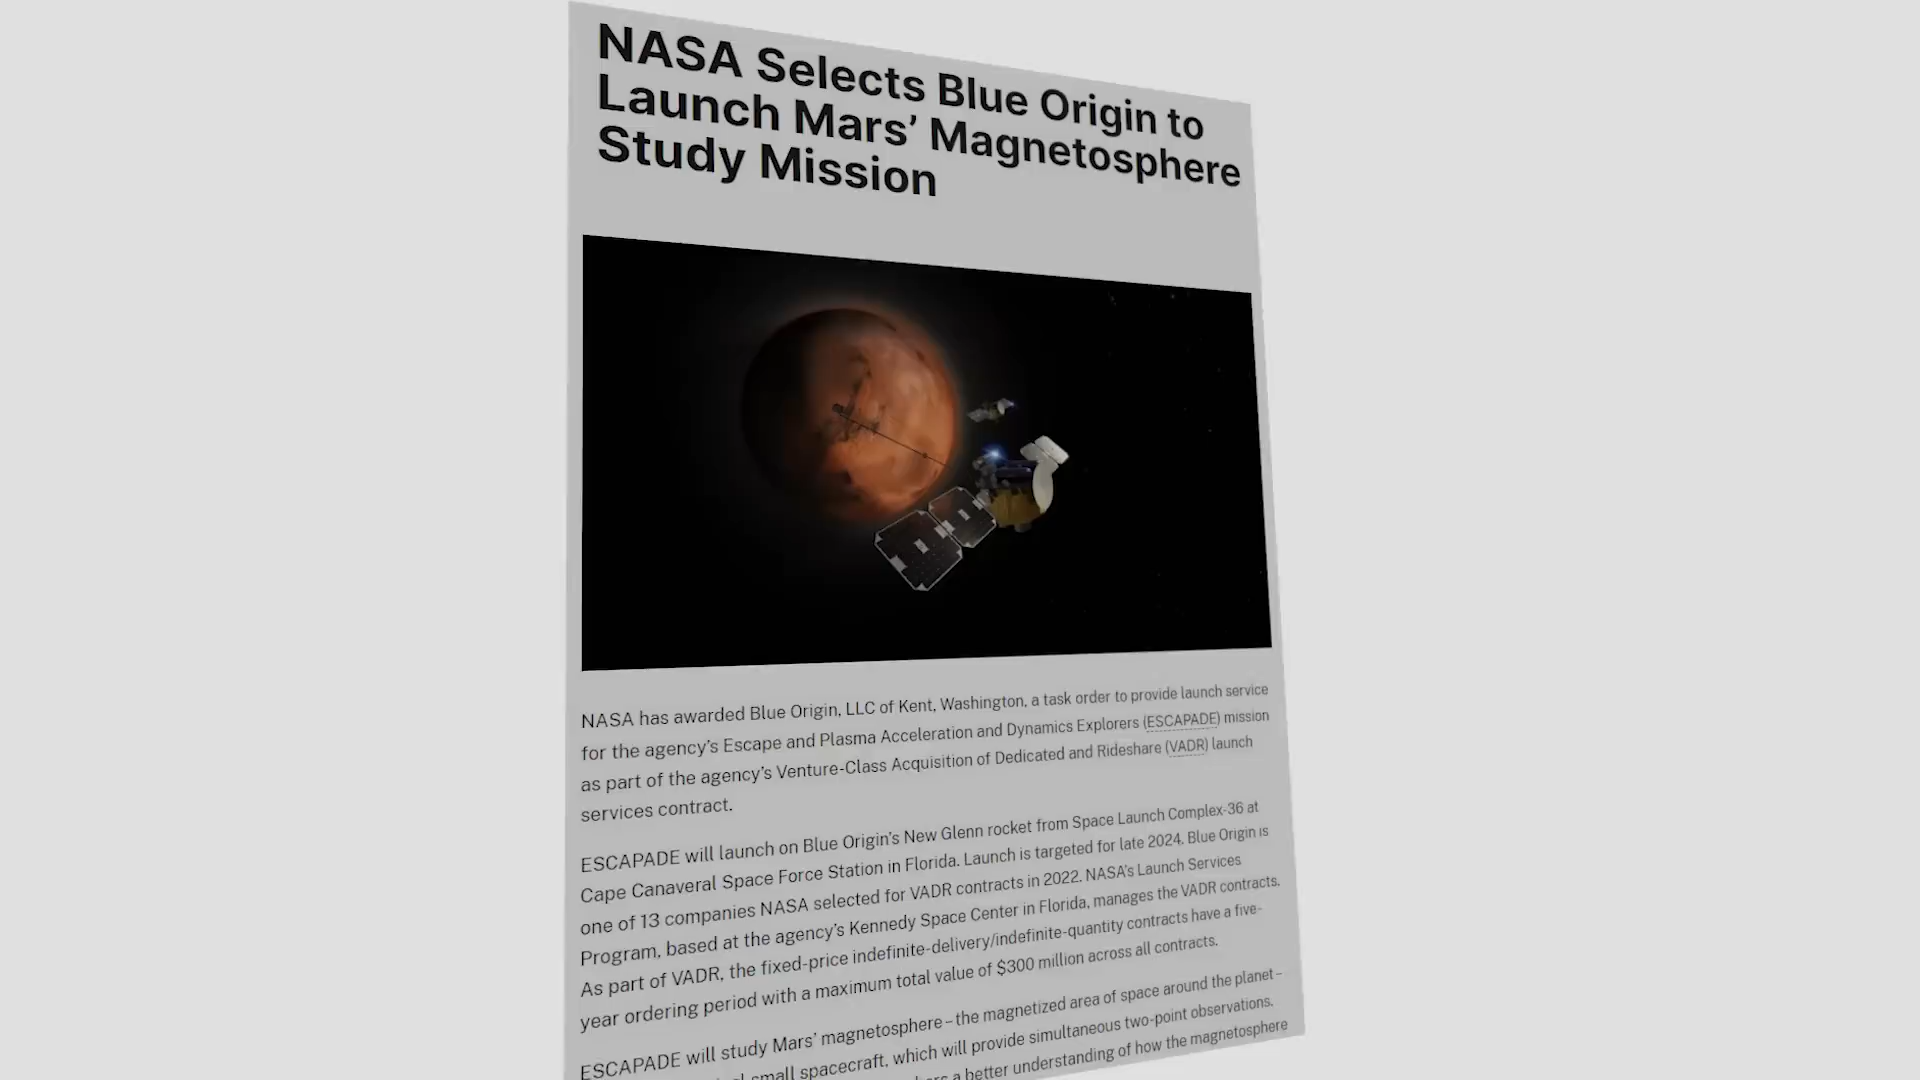 NASA Selects Blue Origin to
Launch Mars’ Magnetosphere
Study Mission
NASA has awarded Blue Origin, LLC of Kent, Washington, a task order to provide launch service
for the agency’s Escape and Plasma Acceleration and Dynamics Explorers (ESCAPADE) mission
as part of the agency’s Venture-Class Acquisition of Dedicated and Rideshare (VADR) launch
services contract.
ESCAPADE will launch on Blue Origin’s New Glenn rocket from Space Launch Complex-36 at
Cape Canaveral Space Force Station in Florida. Launch is targeted for late 2024. Blue Origin is
one of 13 companies NASA selected for VADR contracts in 2022. NASA’s Launch Services
Program, based at the agency’s Kennedy Space Center in Florida, manages the VADR contracts.
As part of VADR, the fixed-price indefinite-delivery/indefinite-quantity contracts have a five-
year ordering period with a maximum total value of $300 million across all contracts.
ESCAPADE will study Mars’ magnetosphere – the magnetized area of space around the planet –
small spacecraft, which will provide simultaneous two-point observations.
a better understanding of how the magnetosphere